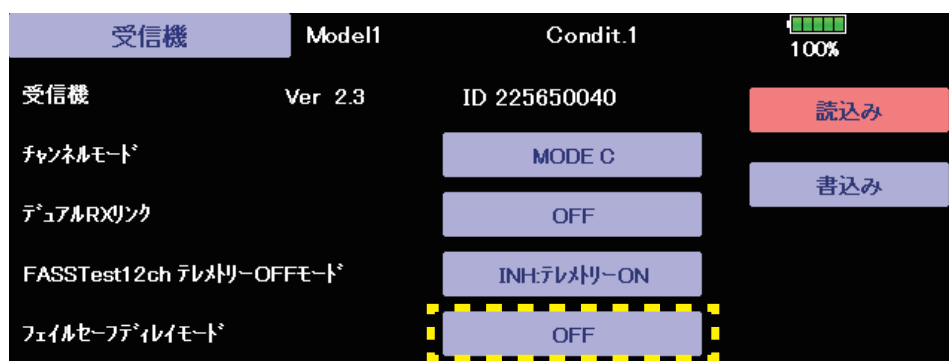 受信機 Model1 Condit.1 100%
受信機 Ver 2.3 ID 225650040 読込み
ﾁｬﾝﾈﾙﾓｰﾄﾞ MODE C
書込み
ﾃﾞｭｱﾙRXﾘﾝｸ OFF
FASSTest12ch ﾃﾚﾒﾄﾘｰOFFﾓｰﾄﾞ INH:ﾃﾚﾒﾄﾘｰON
ﾌｪｲﾙｾｰﾌﾃﾞｨﾚｲﾓｰﾄﾞ OFF